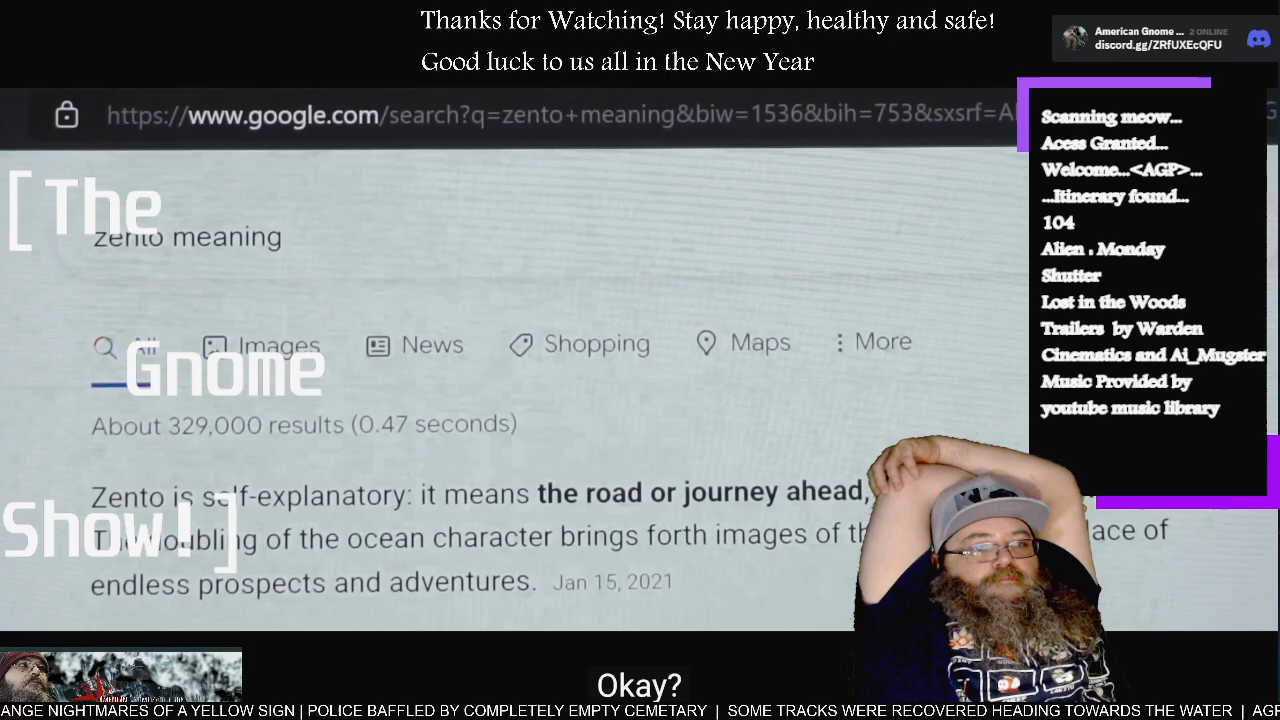 Thanks for Watching! Stay happy, healthy and safe!
Good luck to us all in the New Year
American Gnome ... 2 ONLINE
discord.gg/ZRfUXEcQFU
https://www.google.com/search?q=zento+meaning&biw=1536&bih=753&sxsrf=A
G
Scanning meow...
Acess Granted...
Welcome...<AGP>...
...Itinerary found...
104
Alien . Monday
Shutter
Lost in the Woods
Trailers by Warden
Cinematics and Ai_Mugster
Music Provided by
youtube music library
[ The
zento meaning
All Images News Shopping Maps More
Gnome
About 329,000 results (0.47 seconds)
Zento is self-explanatory: it means the road or journey ahead,
Show! ]
The doubling of the ocean character brings forth images of ace of
endless prospects and adventures. Jan 15, 2021
Okay?
ANGE NIGHTMARES OF A YELLOW SIGN | POLICE BAFFLED BY COMPLETELY EMPTY CEMETARY | SOME TRACKS WERE RECOVERED HEADING TOWARDS THE WATER | AGP